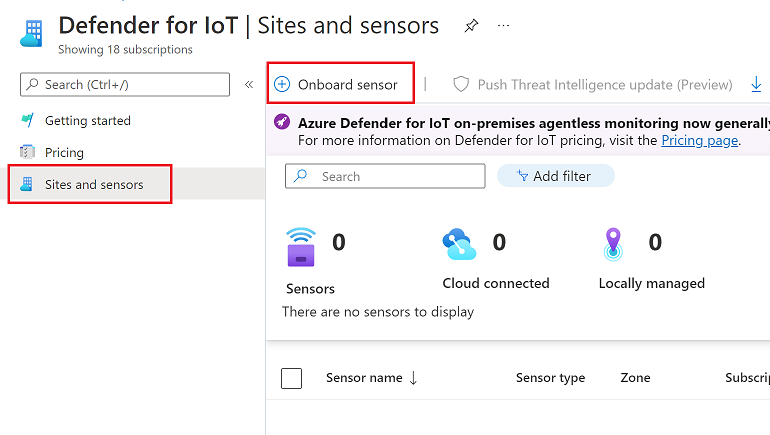 Defender for IoT | Sites and sensors
Showing 18 subscriptions
Search (Ctrl+/)
Getting started
Pricing
Sites and sensors
Onboard sensor
Push Threat Intelligence update (Preview)
Azure Defender for IoT on-premises agentless monitoring now generally
For more information on Defender for IoT pricing, visit the Pricing page.
Search
Add filter
0
Sensors
0
Cloud connected
0
Locally managed
There are no sensors to display
Sensor name Sensor type Zone Subscri